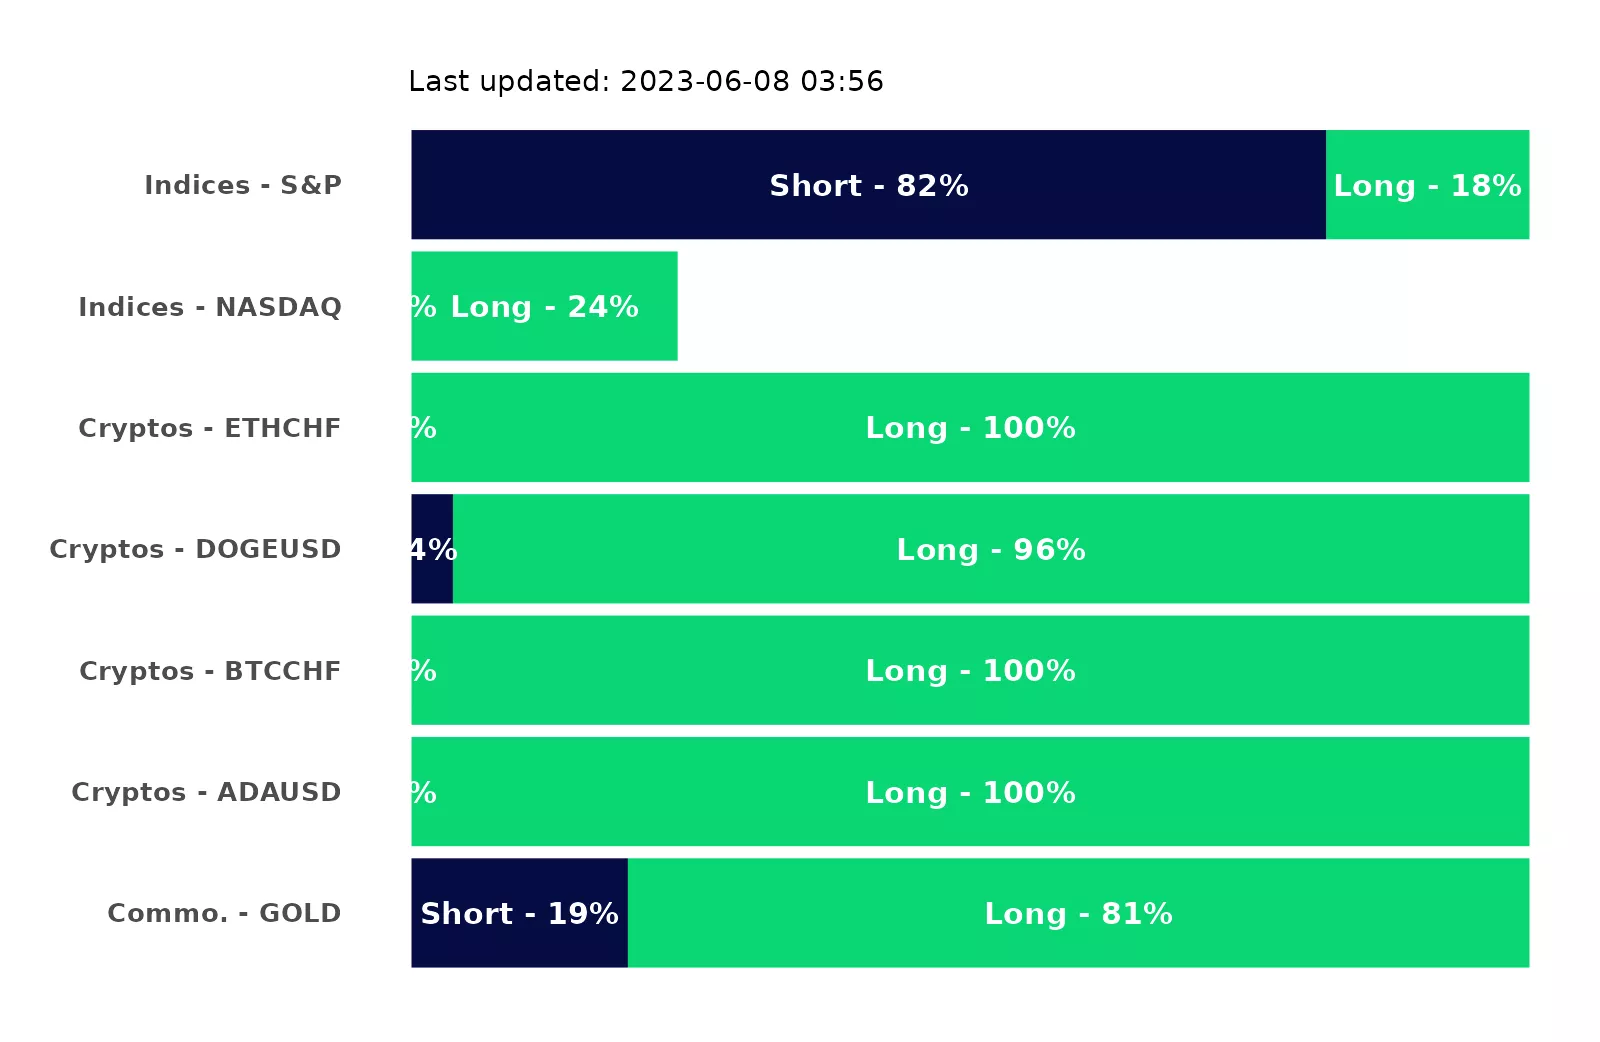 Last updated: 2023-06-08 03:56
Indices - S&P Short - 82% Long - 18%
Indices - NASDAQ % Long - 24%
Cryptos - ETHCHF % Long - 100%
Cryptos - DOGEUSD 4% Long - 96%
Cryptos - BTCCHF % Long - 100%
Cryptos - ADAUSD % Long - 100%
Commo. - GOLD Short - 19% Long - 81%